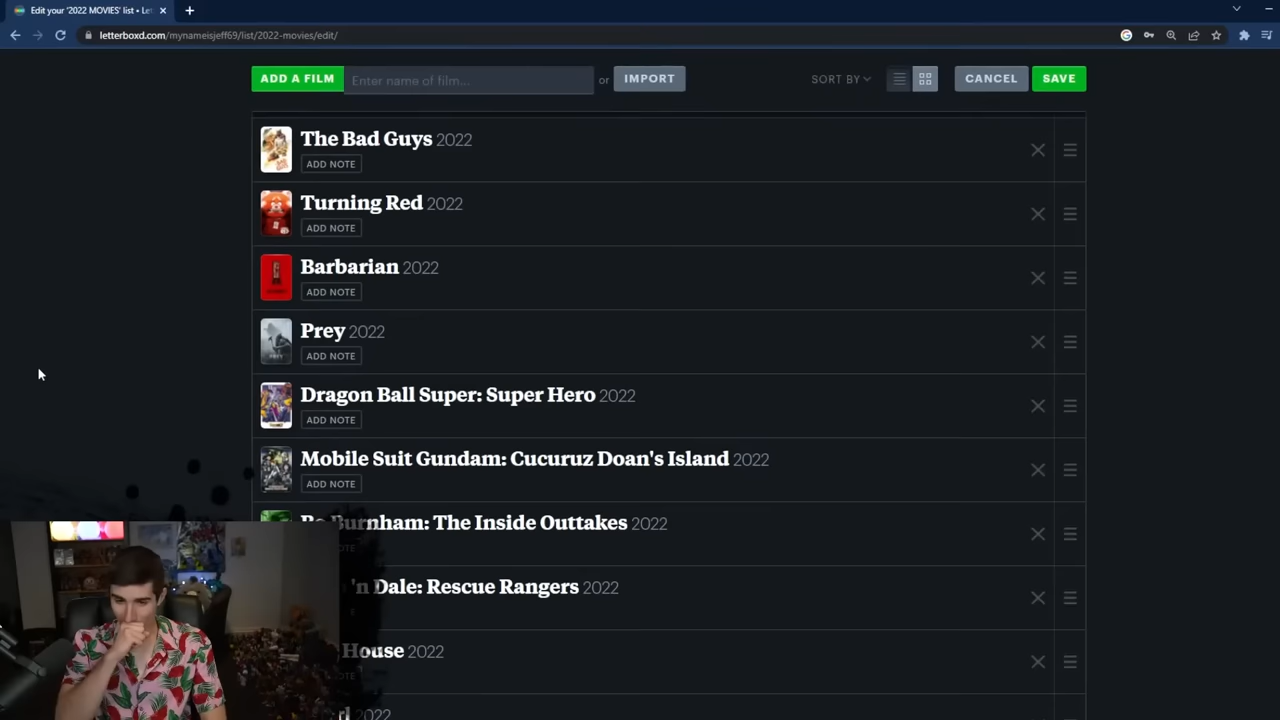 Edit your '2022 MOVIES' list • Let
letterboxd.com/mynameisjeff69/list/2022-movies/edit/
ADD A FILM Enter name of film... or IMPORT SORT BY CANCEL SAVE
The Bad Guys 2022
ADD NOTE
Turning Red 2022
ADD NOTE
Barbarian 2022
ADD NOTE
Prey 2022
ADD NOTE
Dragon Ball Super: Super Hero 2022
ADD NOTE
Mobile Suit Gundam: Cucuruz Doan's Island 2022
ADD NOTE
Bo Burnham: The Inside Outtakes 2022
OTE
'n Dale: Rescue Rangers 2022
House 2022
OTE
2022